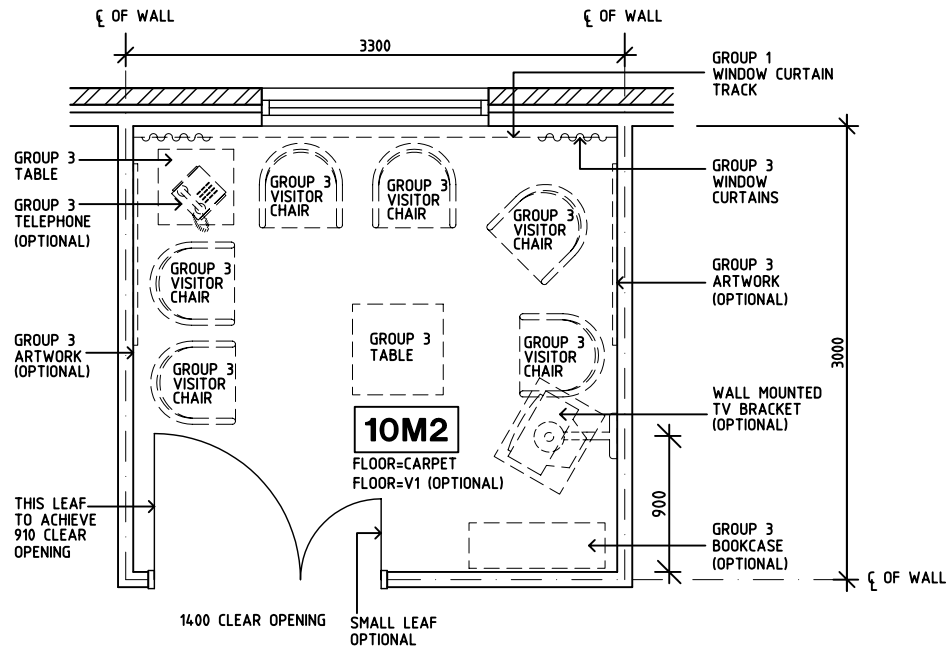 ℄ OF WALL
℄ OF WALL
3300
GROUP 1
WINDOW CURTAIN
TRACK
GROUP 3
TABLE
GROUP 3
TELEPHONE
(OPTIONAL)
GROUP 3
VISITOR
CHAIR
GROUP 3
VISITOR
CHAIR
GROUP 3
VISITOR
CHAIR
GROUP 3
WINDOW
CURTAINS
GROUP 3
VISITOR
CHAIR
GROUP 3
ARTWORK
(OPTIONAL)
GROUP 3
ARTWORK
(OPTIONAL)
GROUP 3
VISITOR
CHAIR
GROUP 3
TABLE
GROUP 3
VISITOR
CHAIR
3000
WALL MOUNTED
TV BRACKET
(OPTIONAL)
10M2
FLOOR=CARPET
FLOOR=V1 (OPTIONAL)
900
THIS LEAF
TO ACHIEVE
910 CLEAR
OPENING
GROUP 3
BOOKCASE
(OPTIONAL)
℄ OF WALL
1400 CLEAR OPENING
SMALL LEAF
OPTIONAL